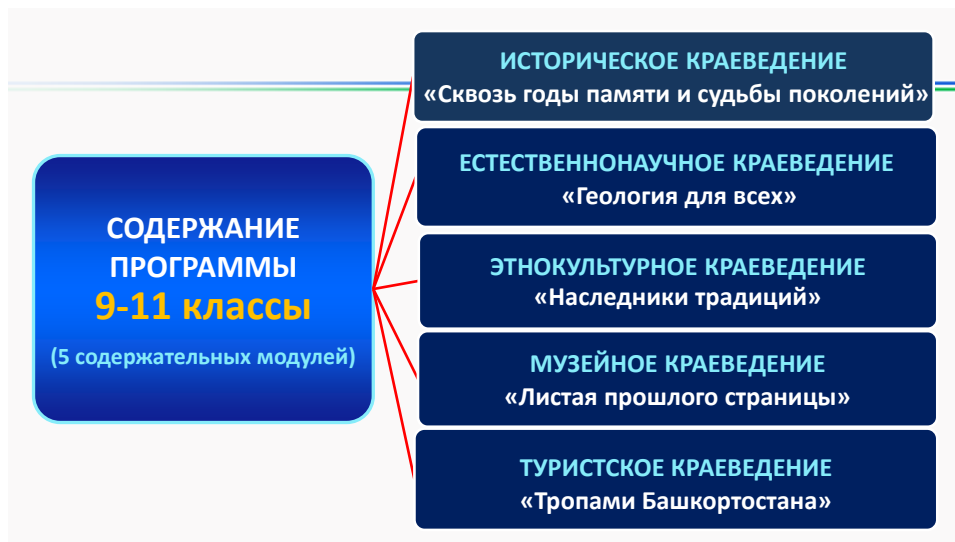 СОДЕРЖАНИЕ
ПРОГРАММЫ
9-11 классы
(5 содержательных модулей)
ИСТОРИЧЕСКОЕ КРАЕВЕДЕНИЕ
«Сквозь годы памяти и судьбы поколений»
ЕСТЕСТВЕННОНАУЧНОЕ КРАЕВЕДЕНИЕ
«Геология для всех»
ЭТНОКУЛЬТУРНОЕ КРАЕВЕДЕНИЕ
«Наследники традиций»
МУЗЕЙНОЕ КРАЕВЕДЕНИЕ
«Листая прошлого страницы»
ТУРИСТСКОЕ КРАЕВЕДЕНИЕ
«Тропами Башкортостана»